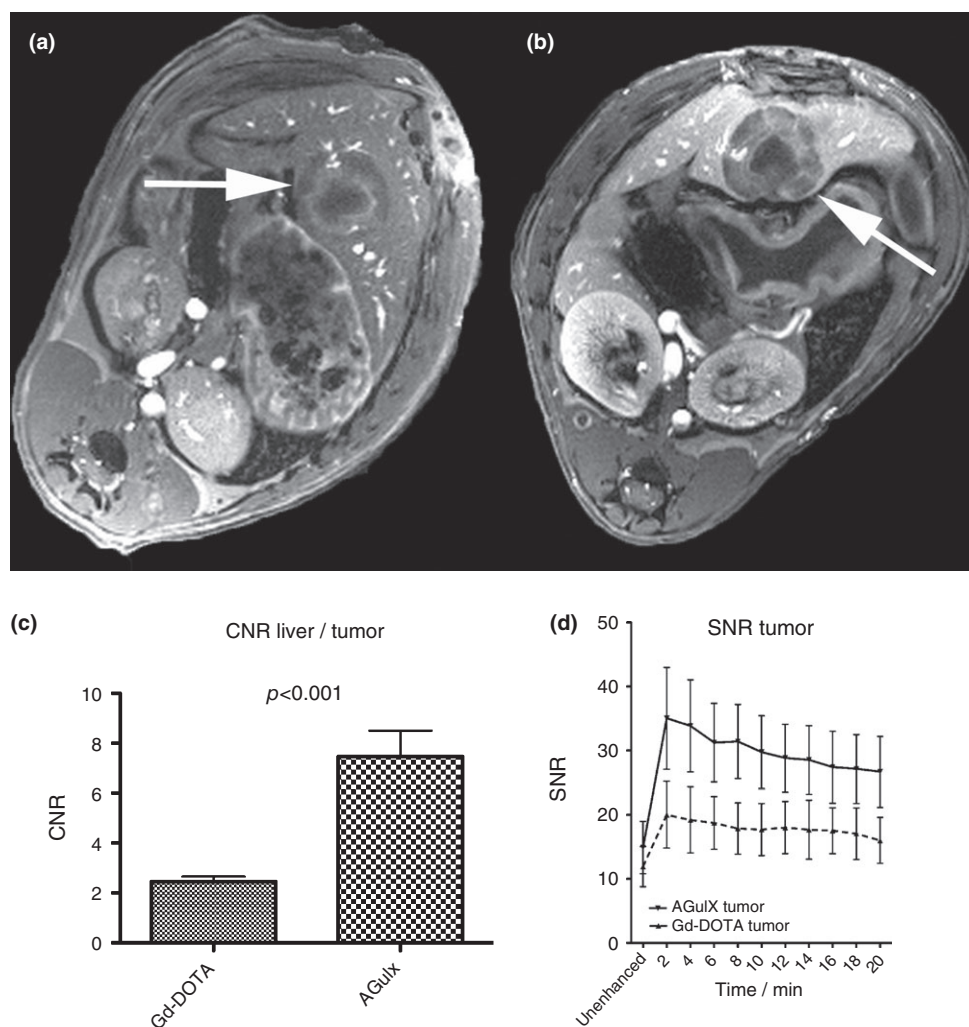 (a)
(b)
(c)
CNR liver / tumor
p<0.001
10
8
6
4
2
0
CNR
Gd-DOTA
AGulx
(d)
SNR tumor
50
40
30
20
10
0
SNR
AGulX tumor
Gd-DOTA tumor
Unenhanced
2
4
6
8
10
12
14
16
18
20
Time / min